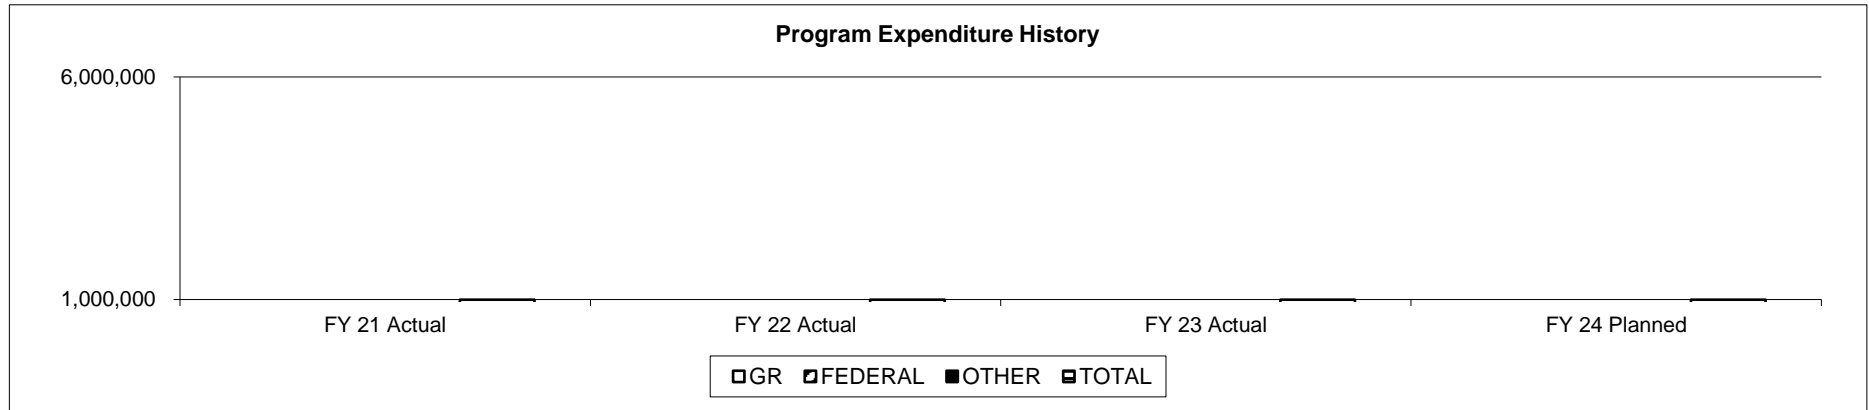 Program Expenditure History
6,000,000
1,000,000
FY 21 Actual FY 22 Actual FY 23 Actual FY 24 Planned
GR FEDERAL OTHER TOTAL